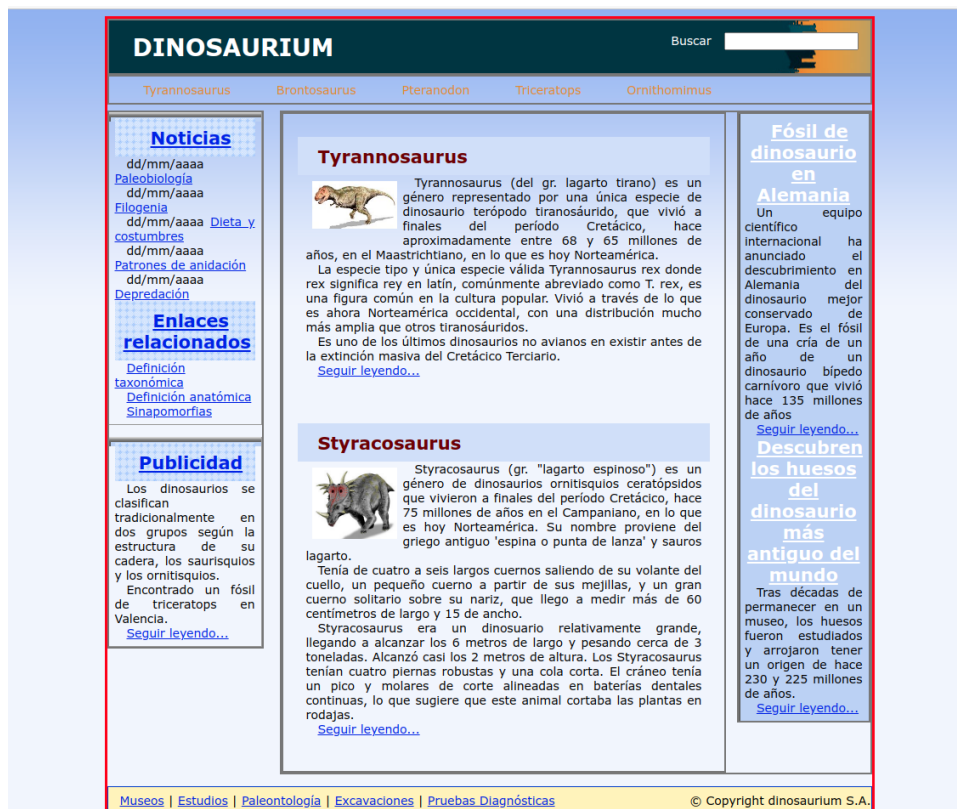 DINOSAURIUM
Buscar
Tyrannosaurus Brontosaurus Pteranodon Triceratops Ornithomimus
Noticias
dd/mm/aaaa
Paleobiología
dd/mm/aaaa
Filogenia
dd/mm/aaaa Dieta y
costumbres
dd/mm/aaaa
Patrones de anidación
dd/mm/aaaa
Depredación
Enlaces
relacionados
Definición
taxonómica
Definición anatómica
Sinapomorfias
Publicidad
Los dinosaurios se
clasifican
tradicionalmente en
dos grupos según la
estructura de su
cadera, los saurisquios
y los ornitisquios.
Encontrado un fósil
de triceratops en
Valencia.
Seguir leyendo...
Tyrannosaurus
Tyrannosaurus (del gr. lagarto tirano) es un
género representado por una única especie de
dinosaurio terópodo tiranosáurido, que vivió a
finales del período Cretácico, hace
aproximadamente entre 68 y 65 millones de
años, en el Maastrichtiano, en lo que es hoy Norteamérica.
La especie tipo y única especie válida Tyrannosaurus rex donde
rex significa rey en latín, comúnmente abreviado como T. rex, es
una figura común en la cultura popular. Vivió a través de lo que
es ahora Norteamérica occidental, con una distribución mucho
más amplia que otros tiranosáuridos.
Es uno de los últimos dinosaurios no avianos en existir antes de
la extinción masiva del Cretácico Terciario.
Seguir leyendo...
Styracosaurus
Styracosaurus (gr. "lagarto espinoso") es un
género de dinosaurios ornitisquios ceratópsidos
que vivieron a finales del período Cretácico, hace
75 millones de años en el Campaniano, en lo que
es hoy Norteamérica. Su nombre proviene del
griego antiguo 'espina o punta de lanza' y sauros
lagarto.
Tenía de cuatro a seis largos cuernos saliendo de su volante del
cuello, un pequeño cuerno a partir de sus mejillas, y un gran
cuerno solitario sobre su nariz, que llego a medir más de 60
centímetros de largo y 15 de ancho.
Styracosaurus era un dinosuario relativamente grande,
llegando a alcanzar los 6 metros de largo y pesando cerca de 3
toneladas. Alcanzó casi los 2 metros de altura. Los Styracosaurus
tenían cuatro piernas robustas y una cola corta. El cráneo tenía
un pico y molares de corte alineadas en baterías dentales
continuas, lo que sugiere que este animal cortaba las plantas en
rodajas.
Seguir leyendo...
Fósil de
dinosaurio
en
Alemania
Un equipo
científico
internacional ha
anunciado el
descubrimiento en
Alemania del
dinosaurio mejor
conservado de
Europa. Es el fósil
de una cría de un
año de un
dinosaurio bípedo
carnívoro que vivió
hace 135 millones
de años
Seguir leyendo...
Descubren
los huesos
del
dinosaurio
más
antiguo del
mundo
Tras décadas de
permanecer en un
museo, los huesos
fueron estudiados
y arrojaron tener
un origen de hace
230 y 225 millones
de años.
Seguir leyendo...
Museos | Estudios | Paleontología | Excavaciones | Pruebas Diagnósticas
© Copyright dinosaurium S.A.